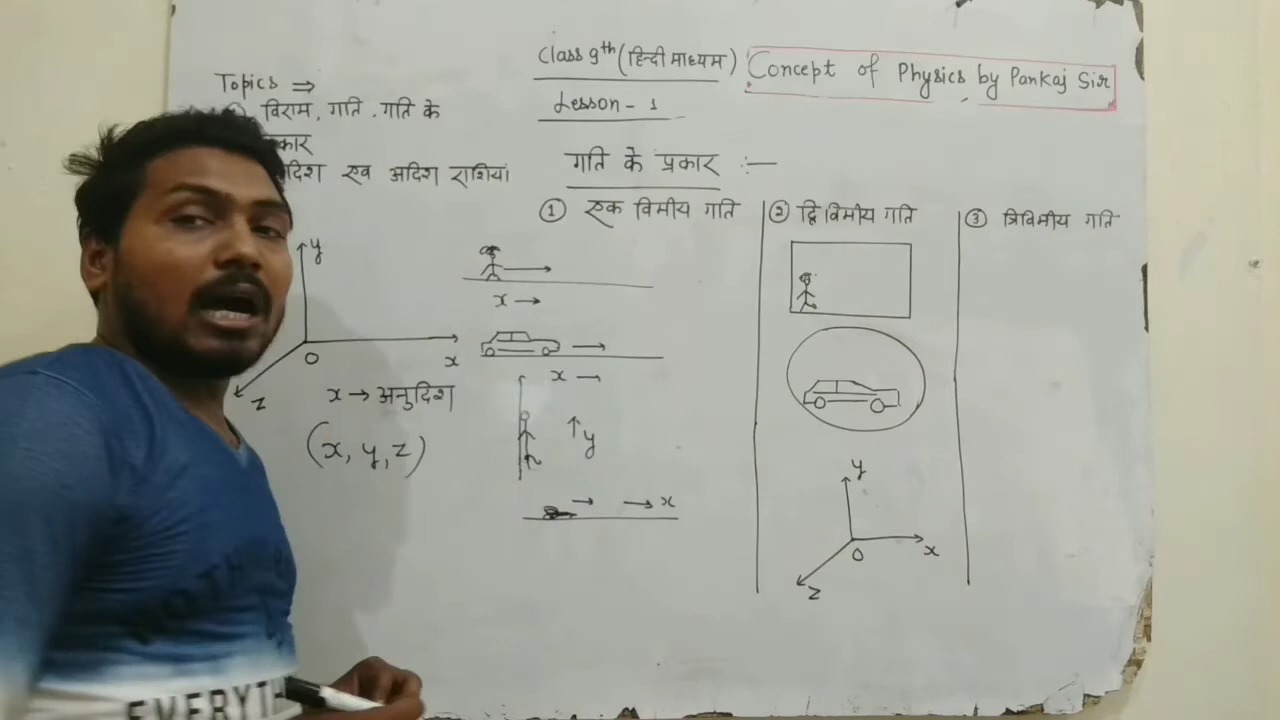 Class 9th (हिन्दी माध्यम)
Concept of Physics by Pankaj Sir
Lesson - 1
Topics ⇒
विराम, गति, गति के
कार
दिश एव अदिश राशियां
गति के प्रकार :-
① एक विमीय गति
② द्वि विमीय गति
③ त्रिविमीय गति
y
x
O
z
x → अनुदिश
(x, y, z)
x →
x →
↑ y
→ x
y
x
O
z
EVERYTH